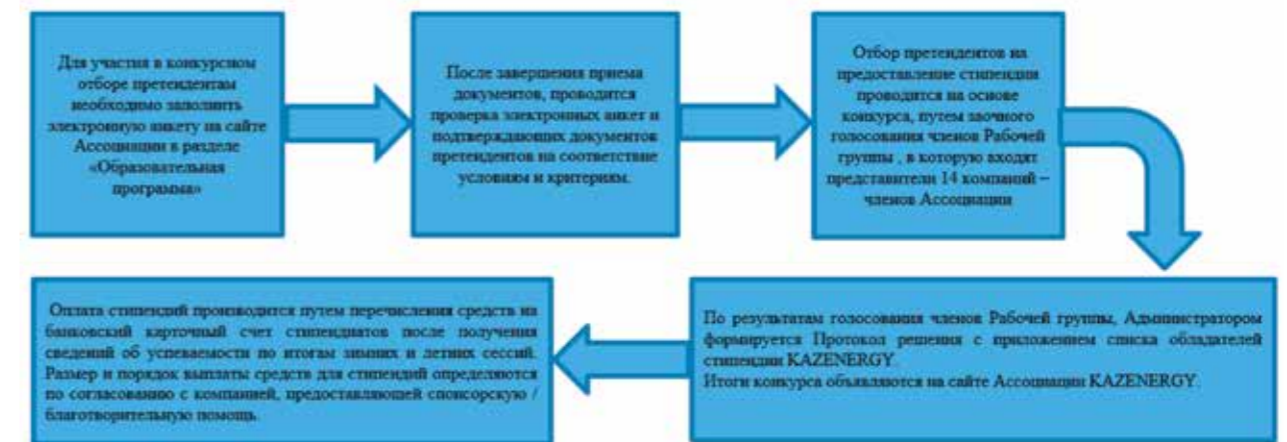 Для участия в конкурсном
отборе претендентам
необходимо заполнить
электронную анкету на сайте
Ассоциации в разделе
«Образовательная
программа»
После завершения приема
документов, проводится
проверка электронных анкет и
подтверждающих документов
претендентов на соответствие
условиям и критериям.
Отбор претендентов на
предоставление стипендии
проводится на основе
конкурса, путем заочного
голосования членов Рабочей
группы , в которую входят
представители 14 компаний –
членов Ассоциации
По результатам голосования членов Рабочей группы, Администратором
формируется Протокол решения с приложением списка обладателей
стипендии KAZENERGY.
Итоги конкурса объявляются на сайте Ассоциации KAZENERGY.
Оплата стипендий производится путем перечисления средств на
банковский карточный счет стипендиатов после получения
сведений об успеваемости по итогам зимних и летних сессий.
Размер и порядок выплаты средств для стипендий определяются
по согласованию с компанией, предоставляющей спонсорскую /
благотворительную помощь.